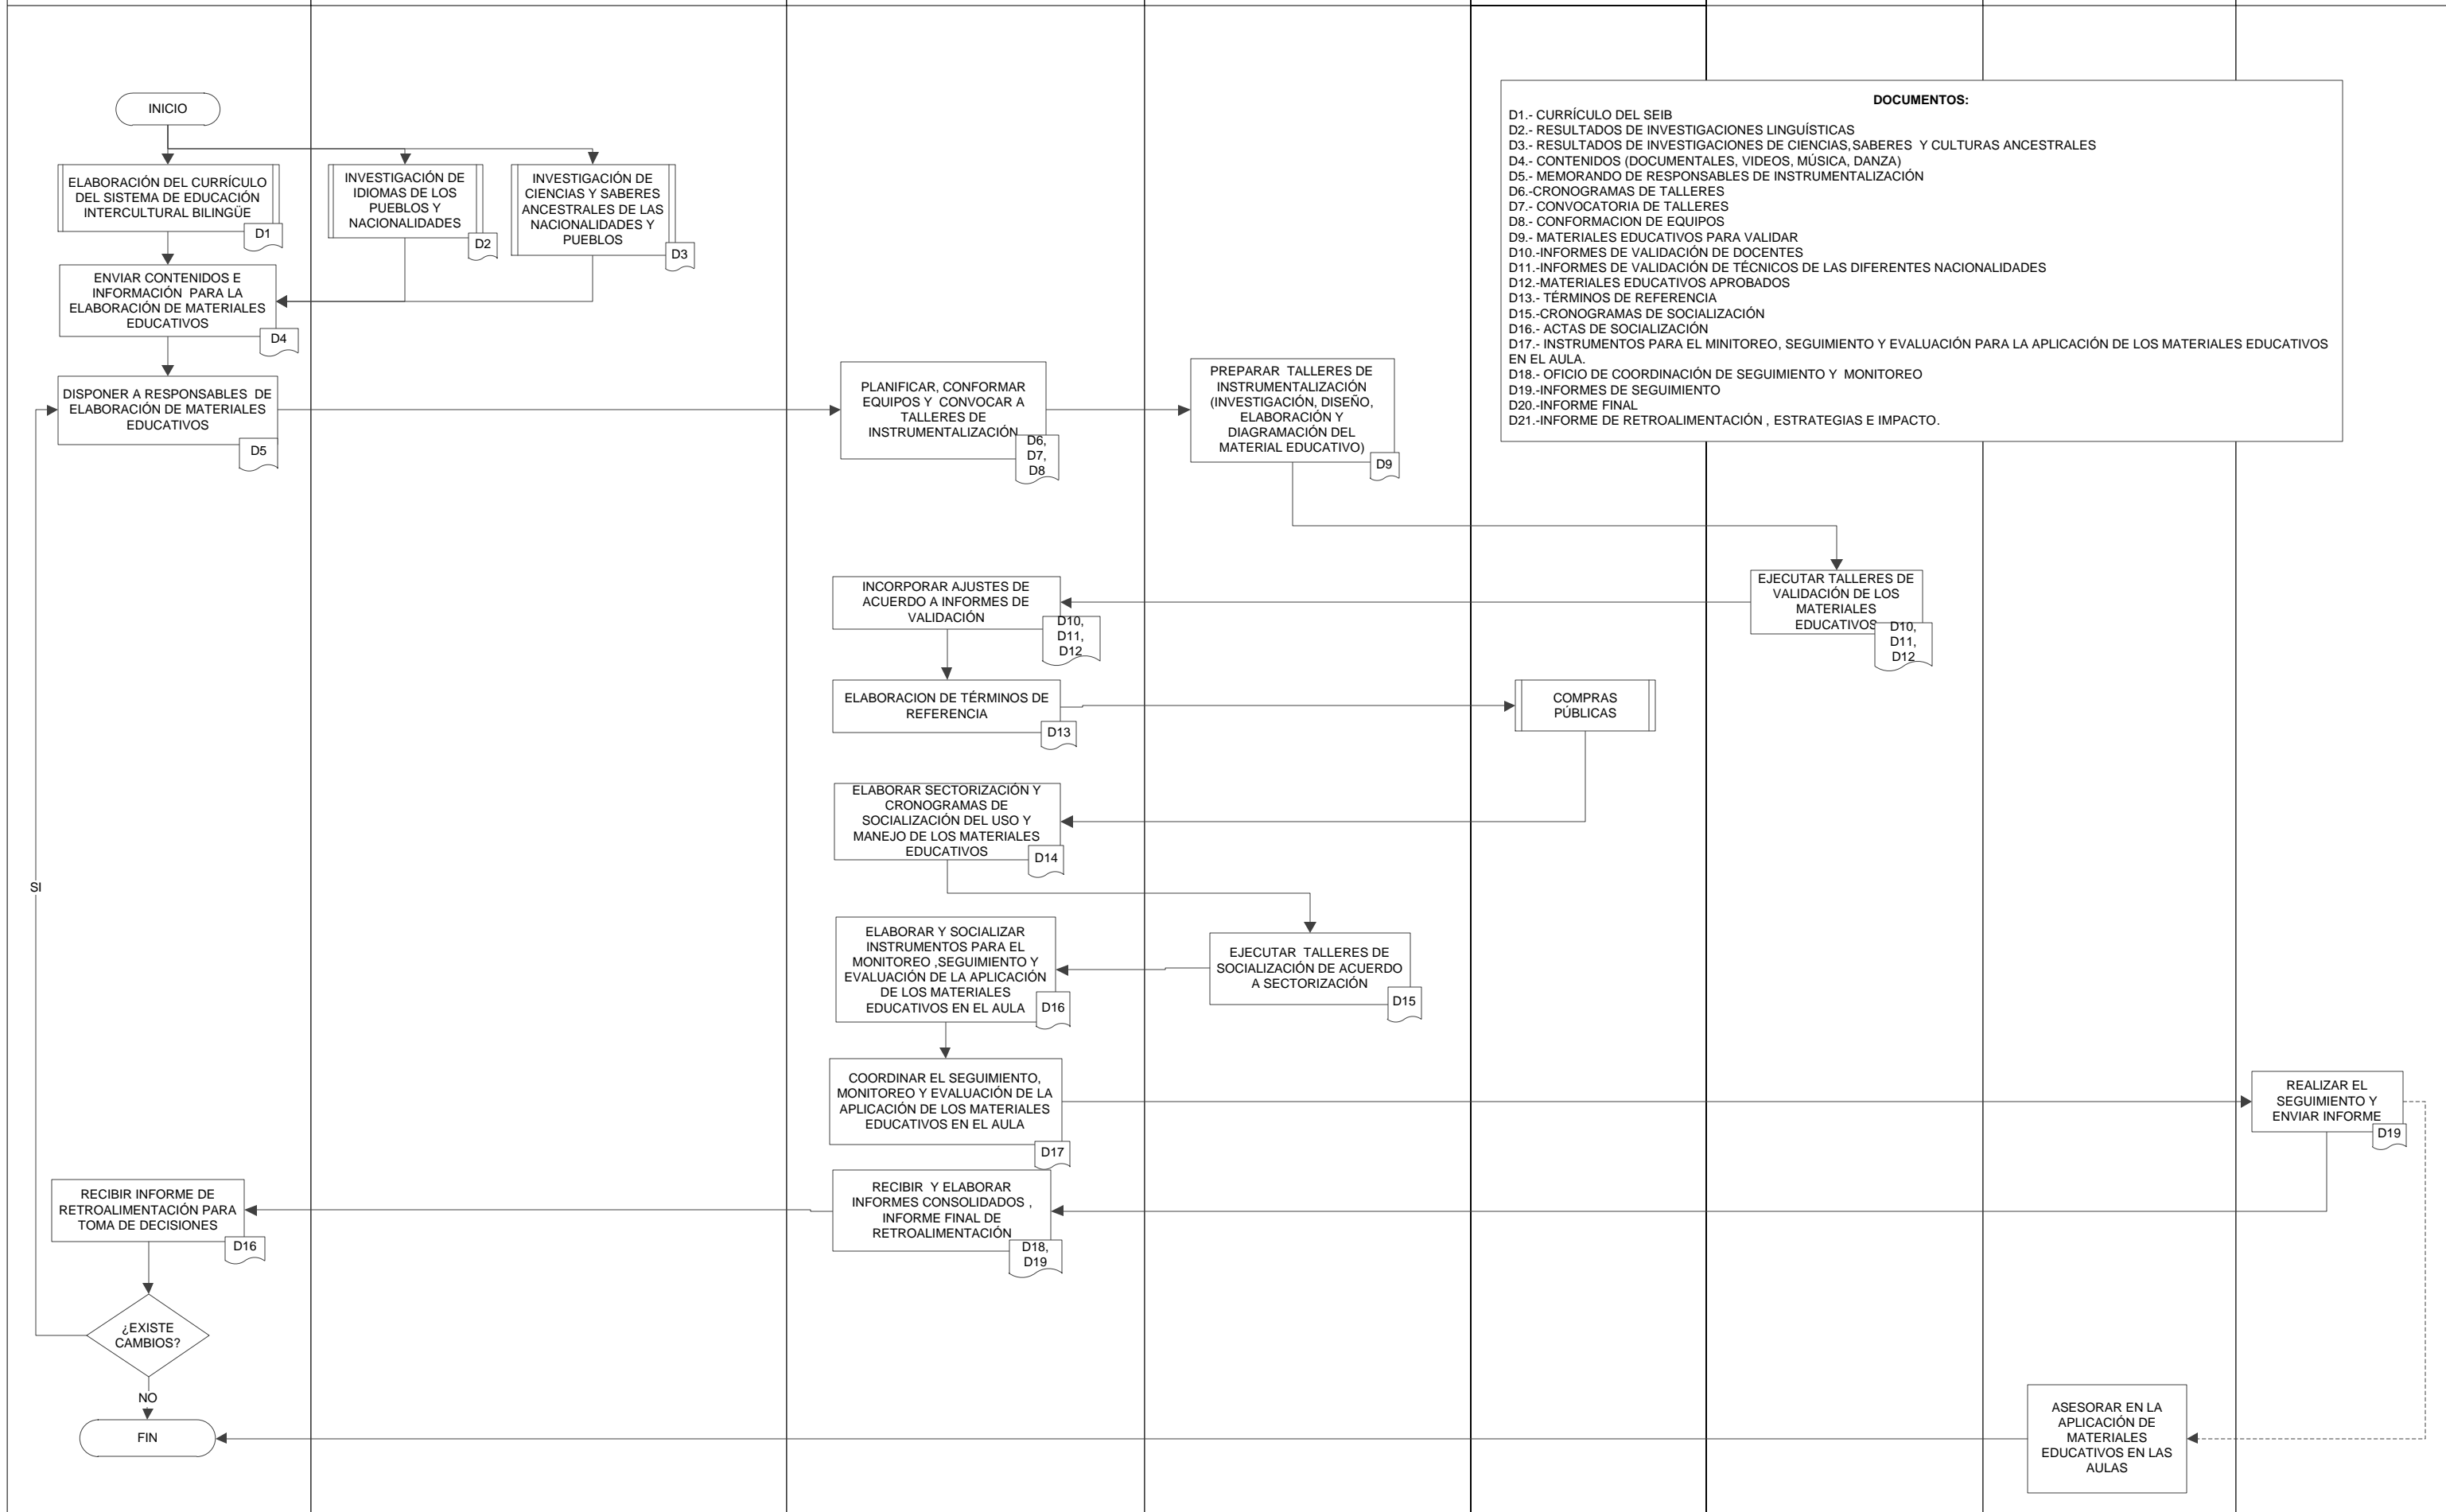 INICIO
ELABORACIÓN DEL CURRÍCULO
DEL SISTEMA DE EDUCACIÓN
INTERCULTURAL BILINGÜE
D1
INVESTIGACIÓN DE
IDIOMAS DE LOS
PUEBLOS Y
NACIONALIDADES
D2
INVESTIGACIÓN DE
CIENCIAS Y SABERES
ANCESTRALES DE LAS
NACIONALIDADES Y
PUEBLOS
D3
DOCUMENTOS:
D1.- CURRÍCULO DEL SEIB
D2.- RESULTADOS DE INVESTIGACIONES LINGUÍSTICAS
D3.- RESULTADOS DE INVESTIGACIONES DE CIENCIAS,SABERES Y CULTURAS ANCESTRALES
D4.- CONTENIDOS (DOCUMENTALES, VIDEOS, MÚSICA, DANZA)
D5.- MEMORANDO DE RESPONSABLES DE INSTRUMENTALIZACIÓN
D6.-CRONOGRAMAS DE TALLERES
D7.- CONVOCATORIA DE TALLERES
D8.- CONFORMACION DE EQUIPOS
D9.- MATERIALES EDUCATIVOS PARA VALIDAR
D10.-INFORMES DE VALIDACIÓN DE DOCENTES
D11.-INFORMES DE VALIDACIÓN DE TÉCNICOS DE LAS DIFERENTES NACIONALIDADES
D12.-MATERIALES EDUCATIVOS APROBADOS
D13.- TÉRMINOS DE REFERENCIA
D15.-CRONOGRAMAS DE SOCIALIZACIÓN
D16.- ACTAS DE SOCIALIZACIÓN
D17.- INSTRUMENTOS PARA EL MINITOREO, SEGUIMIENTO Y EVALUACIÓN PARA LA APLICACIÓN DE LOS MATERIALES EDUCATIVOS
EN EL AULA.
D18.- OFICIO DE COORDINACIÓN DE SEGUIMIENTO Y MONITOREO
D19.-INFORMES DE SEGUIMIENTO
D20.-INFORME FINAL
D21.-INFORME DE RETROALIMENTACIÓN , ESTRATEGIAS E IMPACTO.
ENVIAR CONTENIDOS E
INFORMACIÓN PARA LA
ELABORACIÓN DE MATERIALES
EDUCATIVOS
D4
DISPONER A RESPONSABLES DE
ELABORACIÓN DE MATERIALES
EDUCATIVOS
D5
PLANIFICAR, CONFORMAR
EQUIPOS Y CONVOCAR A
TALLERES DE
INSTRUMENTALIZACIÓN
D6,
D7,
D8
PREPARAR TALLERES DE
INSTRUMENTALIZACIÓN
(INVESTIGACIÓN, DISEÑO,
ELABORACIÓN Y
DIAGRAMACIÓN DEL
MATERIAL EDUCATIVO)
D9
INCORPORAR AJUSTES DE
ACUERDO A INFORMES DE
VALIDACIÓN
D10,
D11,
D12
EJECUTAR TALLERES DE
VALIDACIÓN DE LOS
MATERIALES
EDUCATIVOS
D10,
D11,
D12
ELABORACION DE TÉRMINOS DE
REFERENCIA
D13
COMPRAS
PÚBLICAS
ELABORAR SECTORIZACIÓN Y
CRONOGRAMAS DE
SOCIALIZACIÓN DEL USO Y
MANEJO DE LOS MATERIALES
EDUCATIVOS
D14
SI
ELABORAR Y SOCIALIZAR
INSTRUMENTOS PARA EL
MONITOREO ,SEGUIMIENTO Y
EVALUACIÓN DE LA APLICACIÓN
DE LOS MATERIALES
EDUCATIVOS EN EL AULA
D16
EJECUTAR TALLERES DE
SOCIALIZACIÓN DE ACUERDO
A SECTORIZACIÓN
D15
COORDINAR EL SEGUIMIENTO,
MONITOREO Y EVALUACIÓN DE LA
APLICACIÓN DE LOS MATERIALES
EDUCATIVOS EN EL AULA
D17
REALIZAR EL
SEGUIMIENTO Y
ENVIAR INFORME
D19
RECIBIR INFORME DE
RETROALIMENTACIÓN PARA
TOMA DE DECISIONES
D16
RECIBIR Y ELABORAR
INFORMES CONSOLIDADOS ,
INFORME FINAL DE
RETROALIMENTACIÓN
D18,
D19
¿EXISTE
CAMBIOS?
NO
FIN
ASESORAR EN LA
APLICACIÓN DE
MATERIALES
EDUCATIVOS EN LAS
AULAS